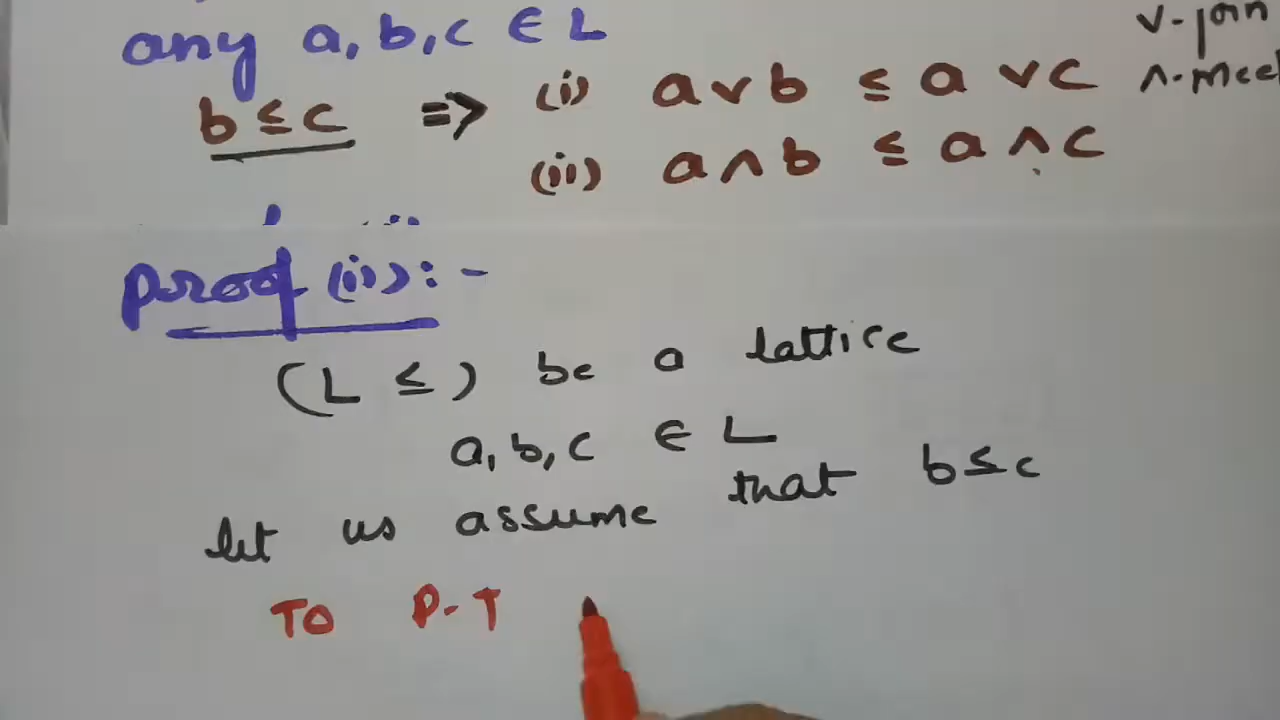 any a, b, c ∈ L
v-join
b ≤ c => (i) a ∨ b ≤ a ∨ c
∧-meet
(ii) a ∧ b ≤ a ∧ c
proof (ii):-
(L ≤) be a lattice
a, b, c ∈ L
let us assume that b ≤ c
TO P.T